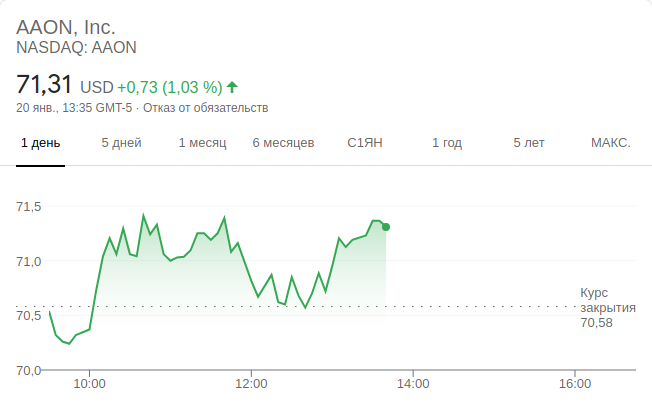 AAON, Inc.
NASDAQ: AAON
71,31 USD +0,73 (1,03 %)
20 янв., 13:35 GMT-5 · Отказ от обязательств
1 день 5 дней 1 месяц 6 месяцев С1ЯН 1 год 5 лет МАКС.
71,5
71,0
Курс
закрытия
70,58
70,5
70,0
10:00 12:00 14:00 16:00